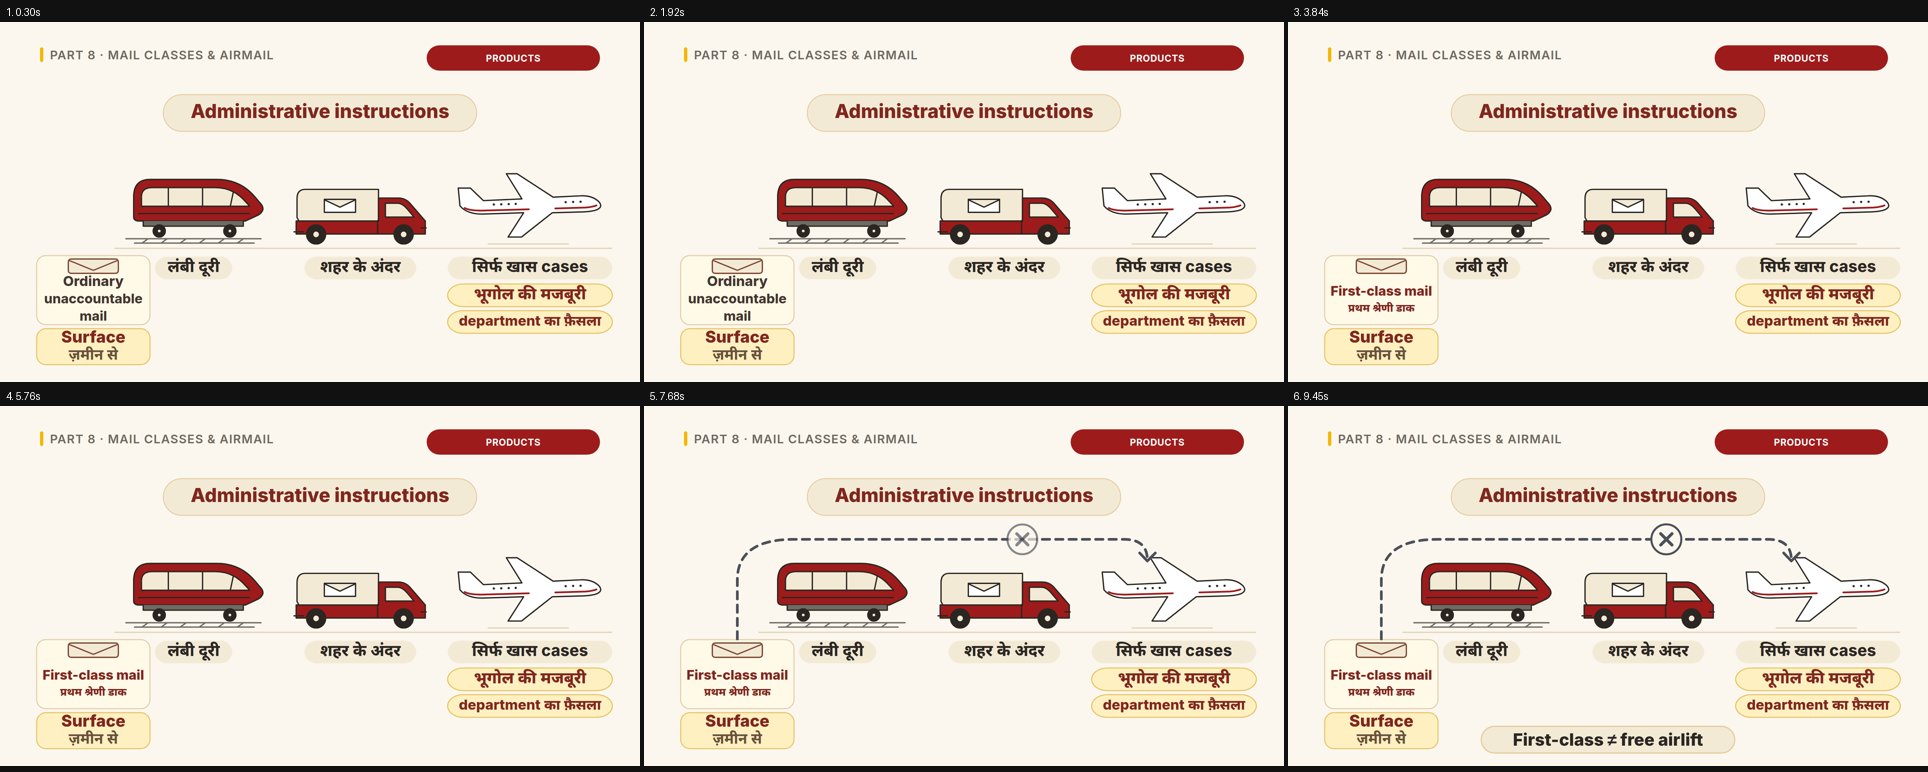 1. 0.30s
PART 8 · MAIL CLASSES & AIRMAIL
PRODUCTS
Administrative instructions
लंबी दूरी
शहर के अंदर
सिर्फ खास cases
Ordinary
unaccountable
mail
भूगोल की मजबूरी
department का फ़ैसला
Surface
ज़मीन से
2. 1.92s
PART 8 · MAIL CLASSES & AIRMAIL
PRODUCTS
Administrative instructions
लंबी दूरी
शहर के अंदर
सिर्फ खास cases
Ordinary
unaccountable
mail
भूगोल की मजबूरी
department का फ़ैसला
Surface
ज़मीन से
3. 3.84s
PART 8 · MAIL CLASSES & AIRMAIL
PRODUCTS
Administrative instructions
लंबी दूरी
शहर के अंदर
सिर्फ खास cases
First-class mail
प्रथम श्रेणी डाक
भूगोल की मजबूरी
department का फ़ैसला
Surface
ज़मीन से
4. 5.76s
PART 8 · MAIL CLASSES & AIRMAIL
PRODUCTS
Administrative instructions
लंबी दूरी
शहर के अंदर
सिर्फ खास cases
First-class mail
प्रथम श्रेणी डाक
भूगोल की मजबूरी
department का फ़ैसला
Surface
ज़मीन से
5. 7.68s
PART 8 · MAIL CLASSES & AIRMAIL
PRODUCTS
Administrative instructions
लंबी दूरी
शहर के अंदर
सिर्फ खास cases
First-class mail
प्रथम श्रेणी डाक
भूगोल की मजबूरी
department का फ़ैसला
Surface
ज़मीन से
6. 9.45s
PART 8 · MAIL CLASSES & AIRMAIL
PRODUCTS
Administrative instructions
लंबी दूरी
शहर के अंदर
सिर्फ खास cases
First-class mail
प्रथम श्रेणी डाक
भूगोल की मजबूरी
department का फ़ैसला
Surface
ज़मीन से
First-class ≠ free airlift